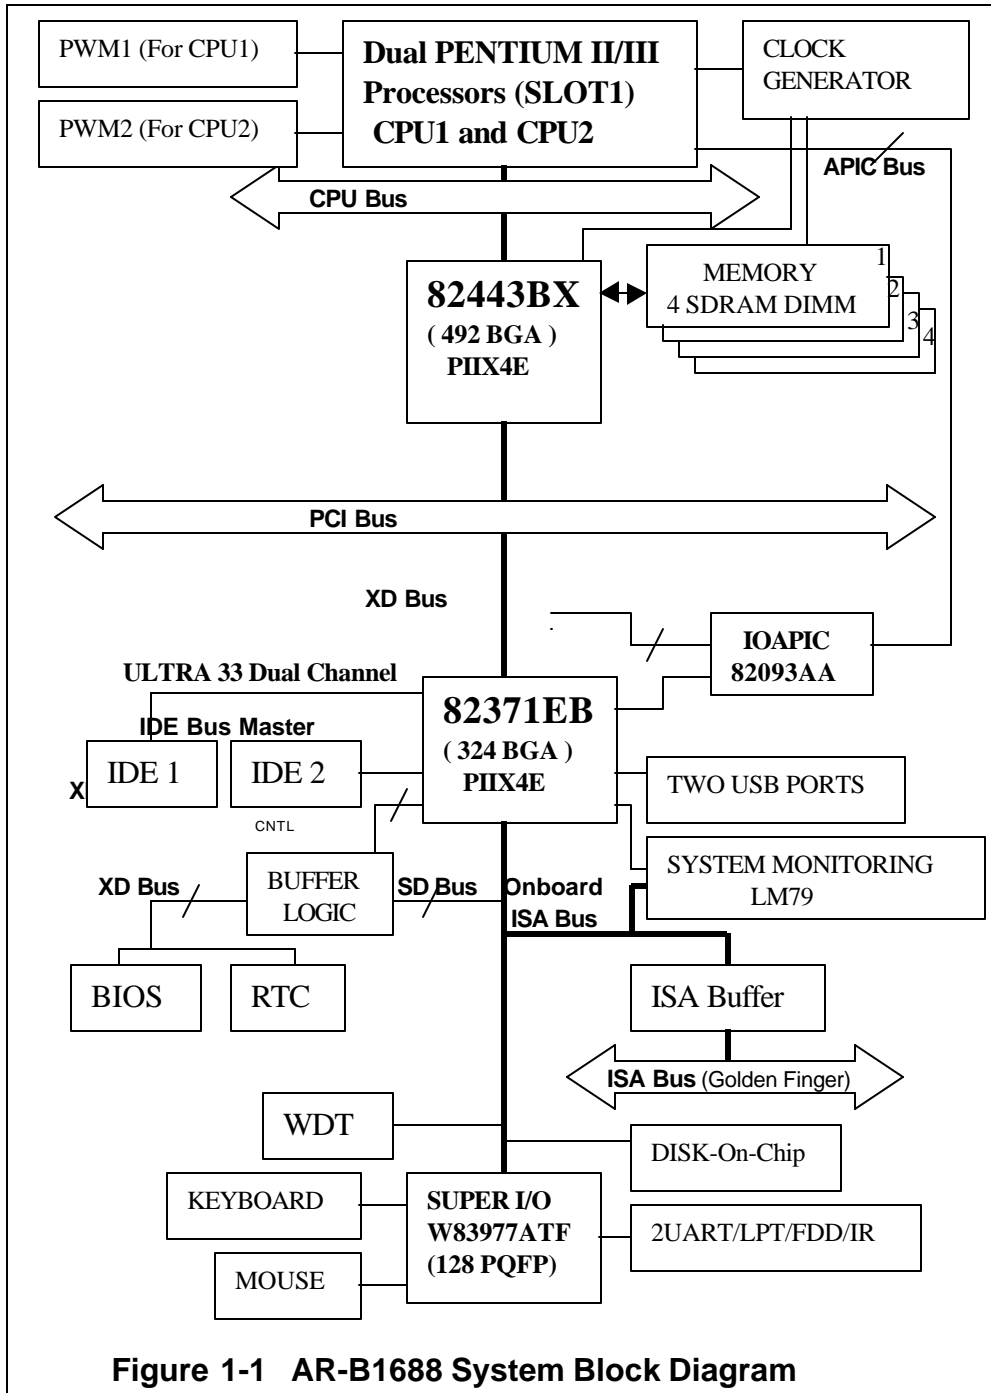 PWM1 (For CPU1)
Dual PENTIUM II/III
Processors (SLOT1)
CPU1 and CPU2
CLOCK
GENERATOR
PWM2 (For CPU2)
APIC Bus
CPU Bus
82443BX
( 492 BGA )
PIIX4E
MEMORY
4 SDRAM DIMM
1
2
3
4
PCI Bus
XD Bus
IOAPIC
82093AA
ULTRA 33 Dual Channel
IDE Bus Master
82371EB
( 324 BGA )
PIIX4E
IDE 1
IDE 2
X
TWO USB PORTS
CNTL
SYSTEM MONITORING
LM79
XD Bus
BUFFER
LOGIC
SD Bus
Onboard
ISA Bus
BIOS
RTC
ISA Buffer
ISA Bus (Golden Finger)
WDT
DISK-On-Chip
KEYBOARD
SUPER I/O
W83977ATF
(128 PQFP)
2UART/LPT/FDD/IR
MOUSE
Figure 1-1 AR-B1688 System Block Diagram